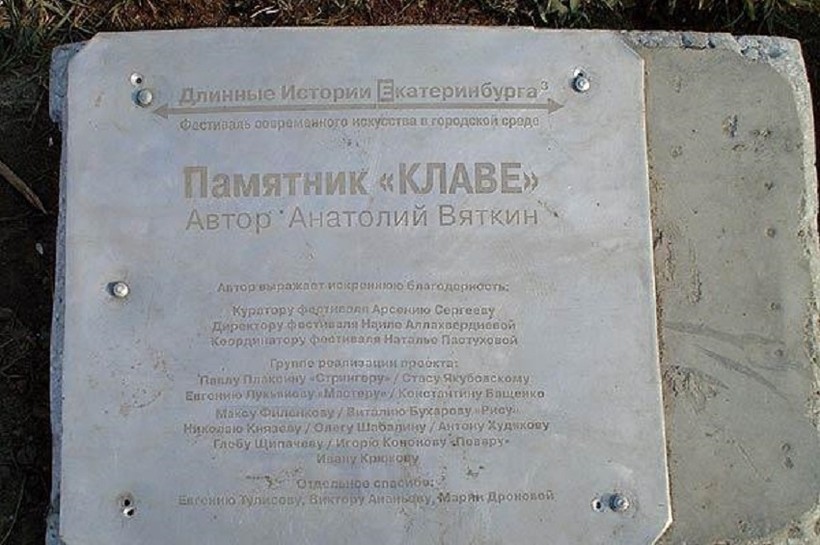 Длинные Истории Екатеринбурга³
Фестиваль современного искусства в городской среде
Памятник «КЛАВЕ»
Автор Анатолий Вяткин
Автор выражает искреннюю благодарность:
Куратору фестиваля Арсению Сергееву
Директору фестиваля Наиле Аллахвердиевой
Координатору фестиваля Наталье Пастуховой
Группе реализации проекта:
Павлу Плаксину «Стрингеру» / Стасу Якубовскому
Евгению Лукьянову «Мастеру» / Константину Ващенко
Максу Филенкову / Виталию Бухарову «Рису»
Николаю Князеву / Олегу Шабалину / Антону Худякову
Глебу Щипачеву / Игорю Кононову
Ивану Крюкову
Отдельное спасибо:
Евгению Тулисову, Виктору Ананьеву, Марии Дроновой